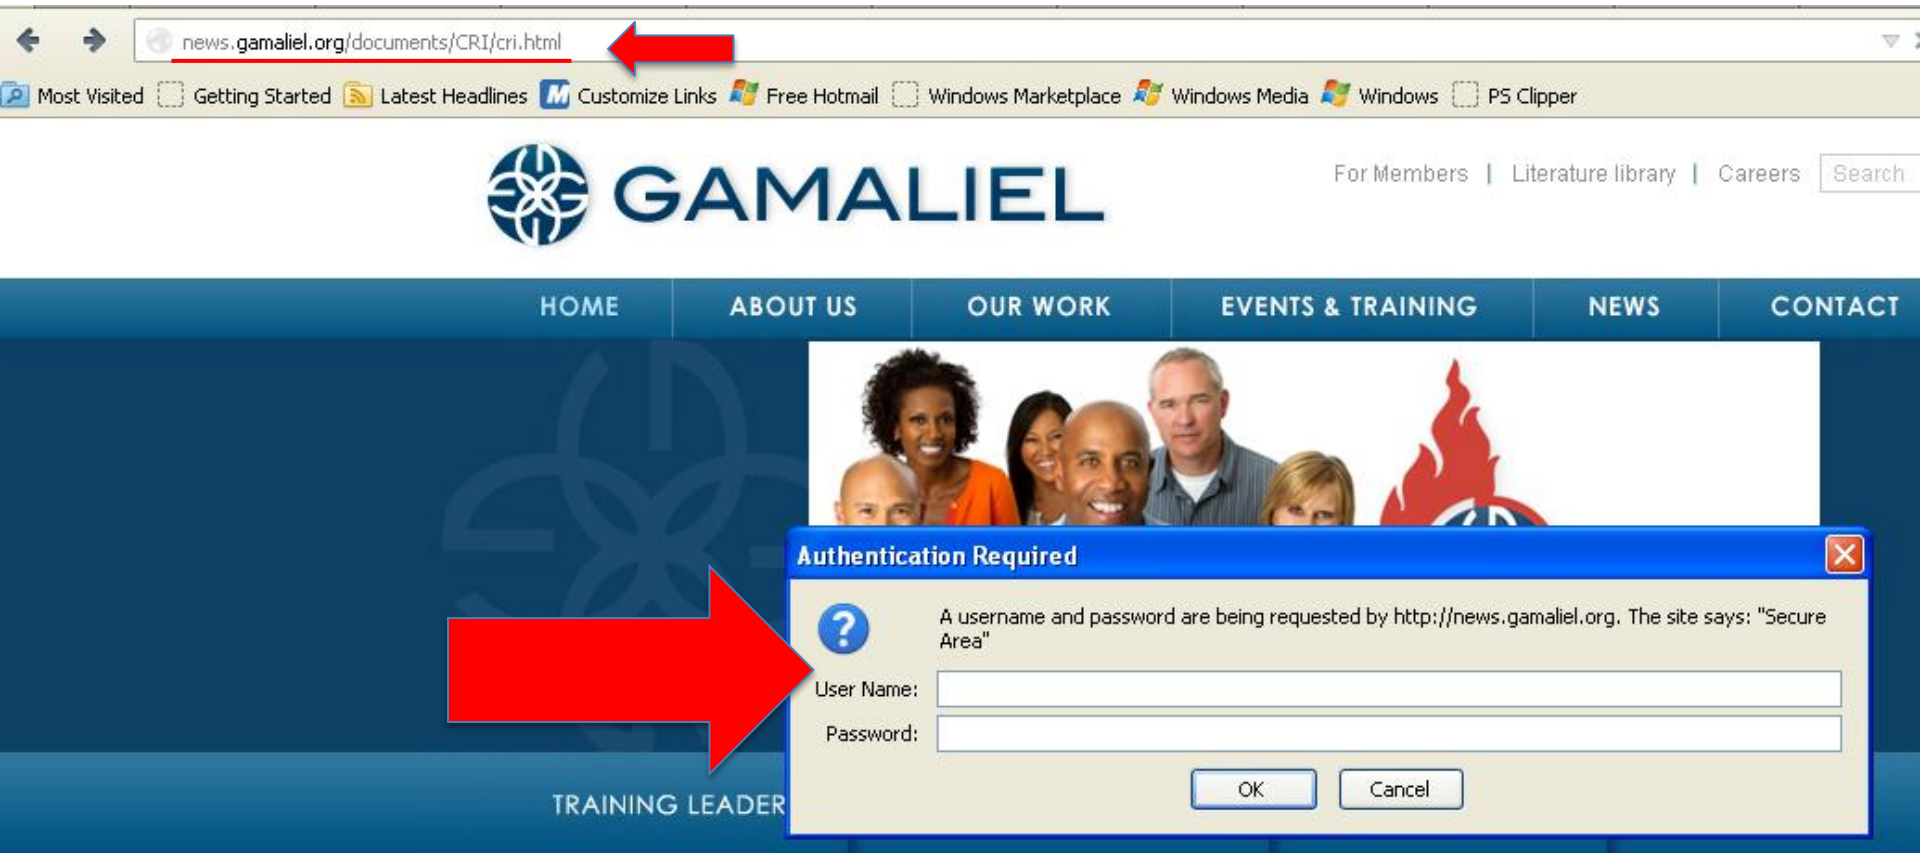 news.gamaliel.org/documents/CRI/cri.html
Most Visited Getting Started Latest Headlines Customize Links Free Hotmail Windows Marketplace Windows Media Windows PS Clipper
GAMALIEL
For Members | Literature library | Careers Search
HOME ABOUT US OUR WORK EVENTS & TRAINING NEWS CONTACT
Authentication Required
A username and password are being requested by http://news.gamaliel.org. The site says: "Secure
Area"
User Name:
Password:
OK Cancel
TRAINING LEADER